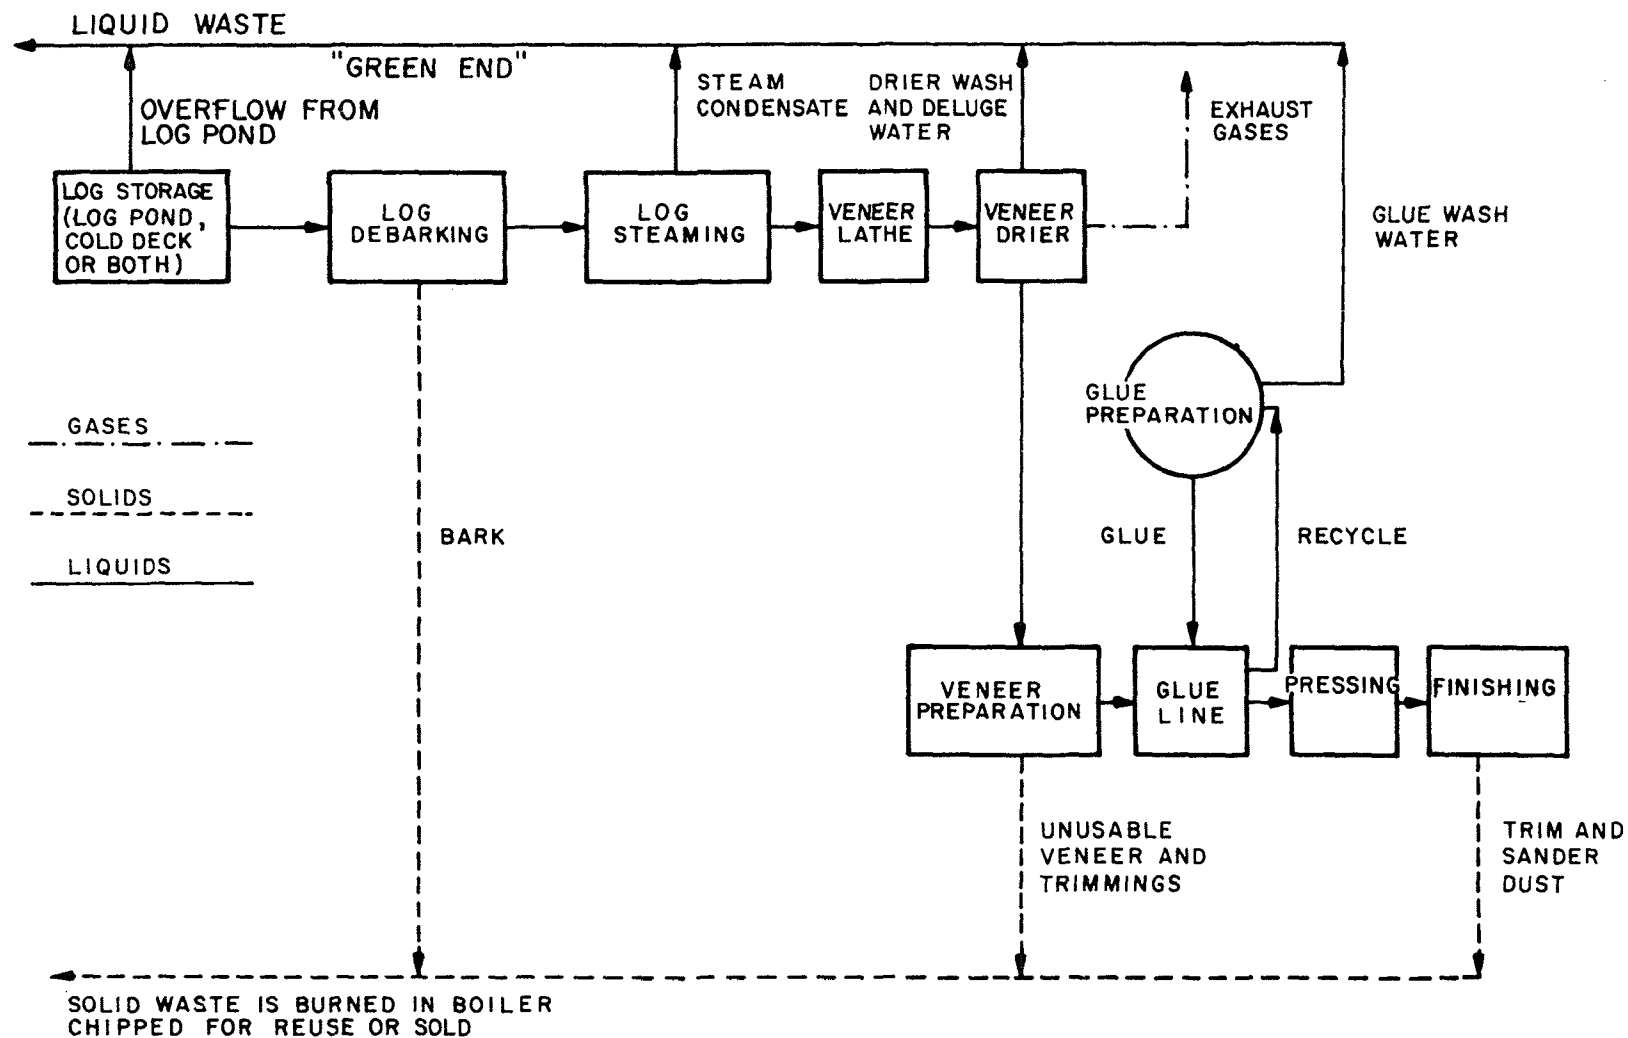 LIQUID WASTE
"GREEN END"
OVERFLOW FROM
LOG POND
STEAM
CONDENSATE
DRIER WASH
AND DELUGE
WATER
EXHAUST
GASES
LOG STORAGE
(LOG POND,
COLD DECK
OR BOTH)
LOG
DEBARKING
LOG
STEAMING
VENEER
LATHE
VENEER
DRIER
GLUE WASH
WATER
GLUE
PREPARATION
GASES
SOLIDS
LIQUIDS
BARK
GLUE
RECYCLE
VENEER
PREPARATION
GLUE
LINE
PRESSING
FINISHING
UNUSABLE
VENEER AND
TRIMMINGS
TRIM AND
SANDER
DUST
SOLID WASTE IS BURNED IN BOILER
CHIPPED FOR REUSE OR SOLD